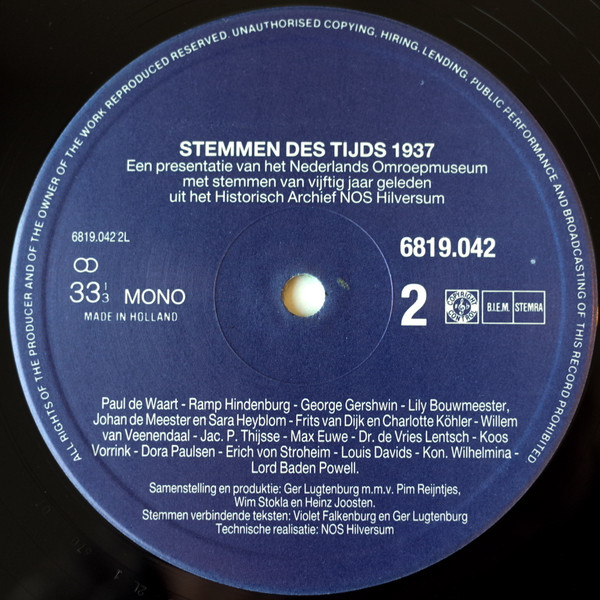 ALL RIGHTS OF THE PRODUCER AND OF THE OWNER OF THE WORK REPRODUCED RESERVED. UNAUTHORISED COPYING, HIRING, LENDING, PUBLIC PERFORMANCE AND BROADCASTING OF THIS RECORD PROHIBITED.
STEMMEN DES TIJDS 1937
Een presentatie van het Nederlands Omroepmuseum
met stemmen van vijftig jaar geleden
uit het Historisch Archief NOS Hilversum
6819.042 2L
6819.042
33 1/3 MONO
MADE IN HOLLAND
2
COPYRIGHT CONTROL
B.I.E.M. STEMRA
Paul de Waart - Ramp Hindenburg - George Gershwin - Lily Bouwmeester,
Johan de Meester en Sara Heyblom - Frits van Dijk en Charlotte Köhler - Willem
van Veenendaal - Jac. P. Thijsse - Max Euwe - Dr. de Vries Lentsch - Koos
Vorrink - Dora Paulsen - Erich von Stroheim - Louis Davids - Kon. Wilhelmina -
Lord Baden Powell.
Samenstelling en produktie: Ger Lugtenburg m.m.v. Pim Reijntjes,
Wim Stokla en Heinz Joosten.
Stemmen verbindende teksten: Violet Falkenburg en Ger Lugtenburg
Technische realisatie: NOS Hilversum